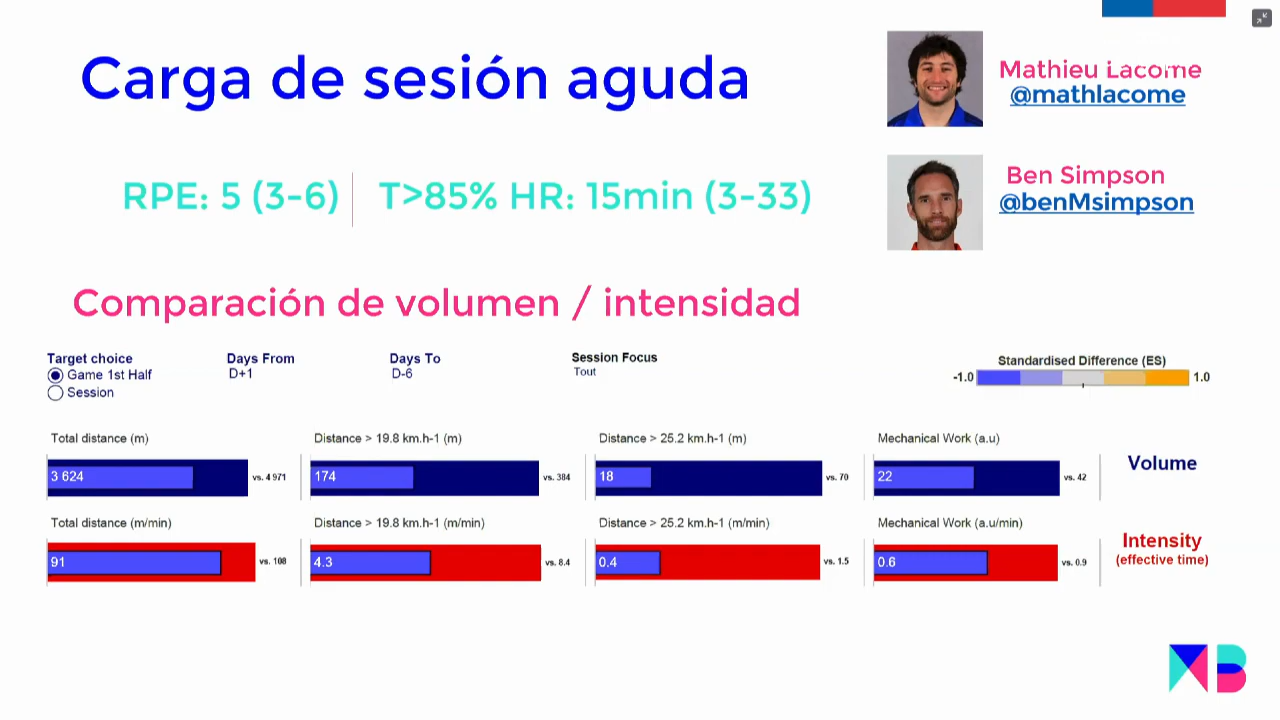 Carga de sesión aguda
Mathieu Lacome
@mathlacome
RPE: 5 (3-6)
T>85% HR: 15min (3-33)
Ben Simpson
@benMsimpson
Comparación de volumen / intensidad
Target choice
Game 1st Half
Session
Days From
D+1
Days To
D-6
Session Focus
Tout
Standardised Difference (ES)
-1.0
1.0
Total distance (m)
3 624
vs. 4 971
Distance > 19.8 km.h-1 (m)
174
vs. 384
Distance > 25.2 km.h-1 (m)
18
vs. 70
Mechanical Work (a.u)
22
vs. 42
Volume
Total distance (m/min)
91
vs. 108
Distance > 19.8 km.h-1 (m/min)
4.3
vs. 8.4
Distance > 25.2 km.h-1 (m/min)
0.4
vs. 1.5
Mechanical Work (a.u/min)
0.6
vs. 0.9
Intensity
(effective time)